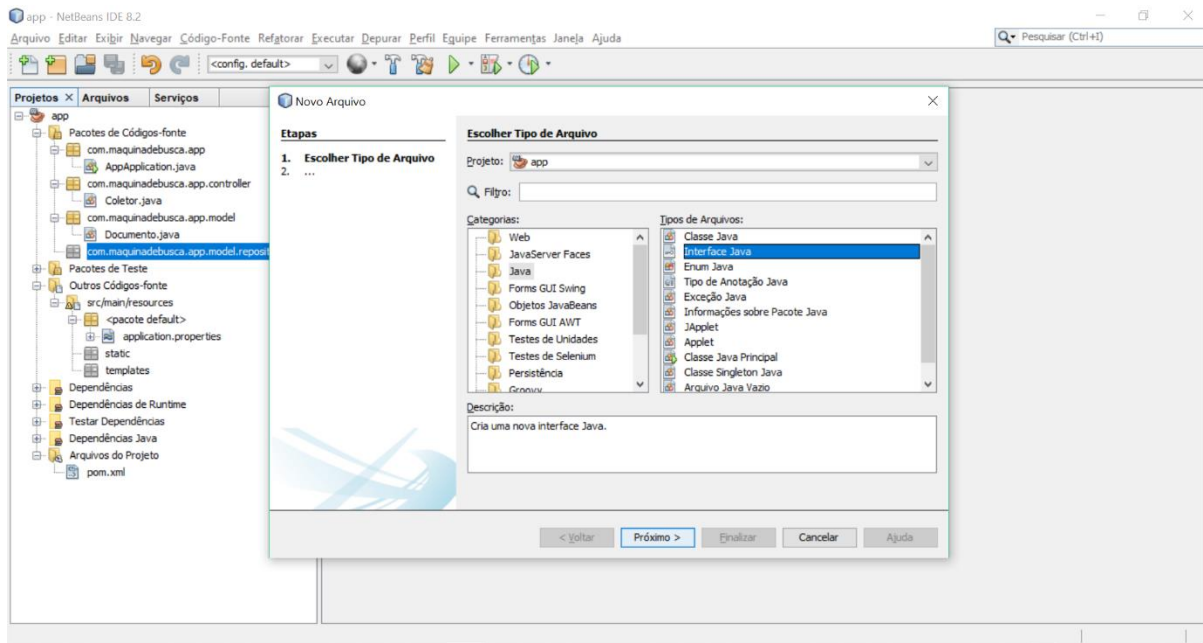 app - NetBeans IDE 8.2
Arquivo Editar Exibir Navegar Código-Fonte Refatorar Executar Depurar Perfil Equipe Ferramentas Janela Ajuda
Pesquisar (Ctrl+I)
<config. default>
Projetos Arquivos Serviços
app
Pacotes de Códigos-fonte
com.maquinadebusca.app
AppApplication.java
com.maquinadebusca.app.controller
Coletor.java
com.maquinadebusca.app.model
Documento.java
com.maquinadebusca.app.model.reposit
Pacotes de Teste
Outros Códigos-fonte
src/main/resources
<pacote default>
application.properties
static
templates
Dependências
Dependências de Runtime
Testar Dependências
Dependências Java
Arquivos do Projeto
pom.xml
Novo Arquivo
Etapas
1. Escolher Tipo de Arquivo
2. ...
Escolher Tipo de Arquivo
Projeto: app
Filtro:
Categorias:
Web
JavaServer Faces
Java
Forms GUI Swing
Objetos JavaBeans
Forms GUI AWT
Testes de Unidades
Testes de Selenium
Persistência
Groovy
Tipos de Arquivos:
Classe Java
Interface Java
Enum Java
Tipo de Anotação Java
Exceção Java
Informações sobre Pacote Java
JApplet
Applet
Classe Java Principal
Classe Singleton Java
Arquivo Java Vazio
Descrição:
Cria uma nova interface Java.
< Voltar Próximo > Finalizar Cancelar Ajuda